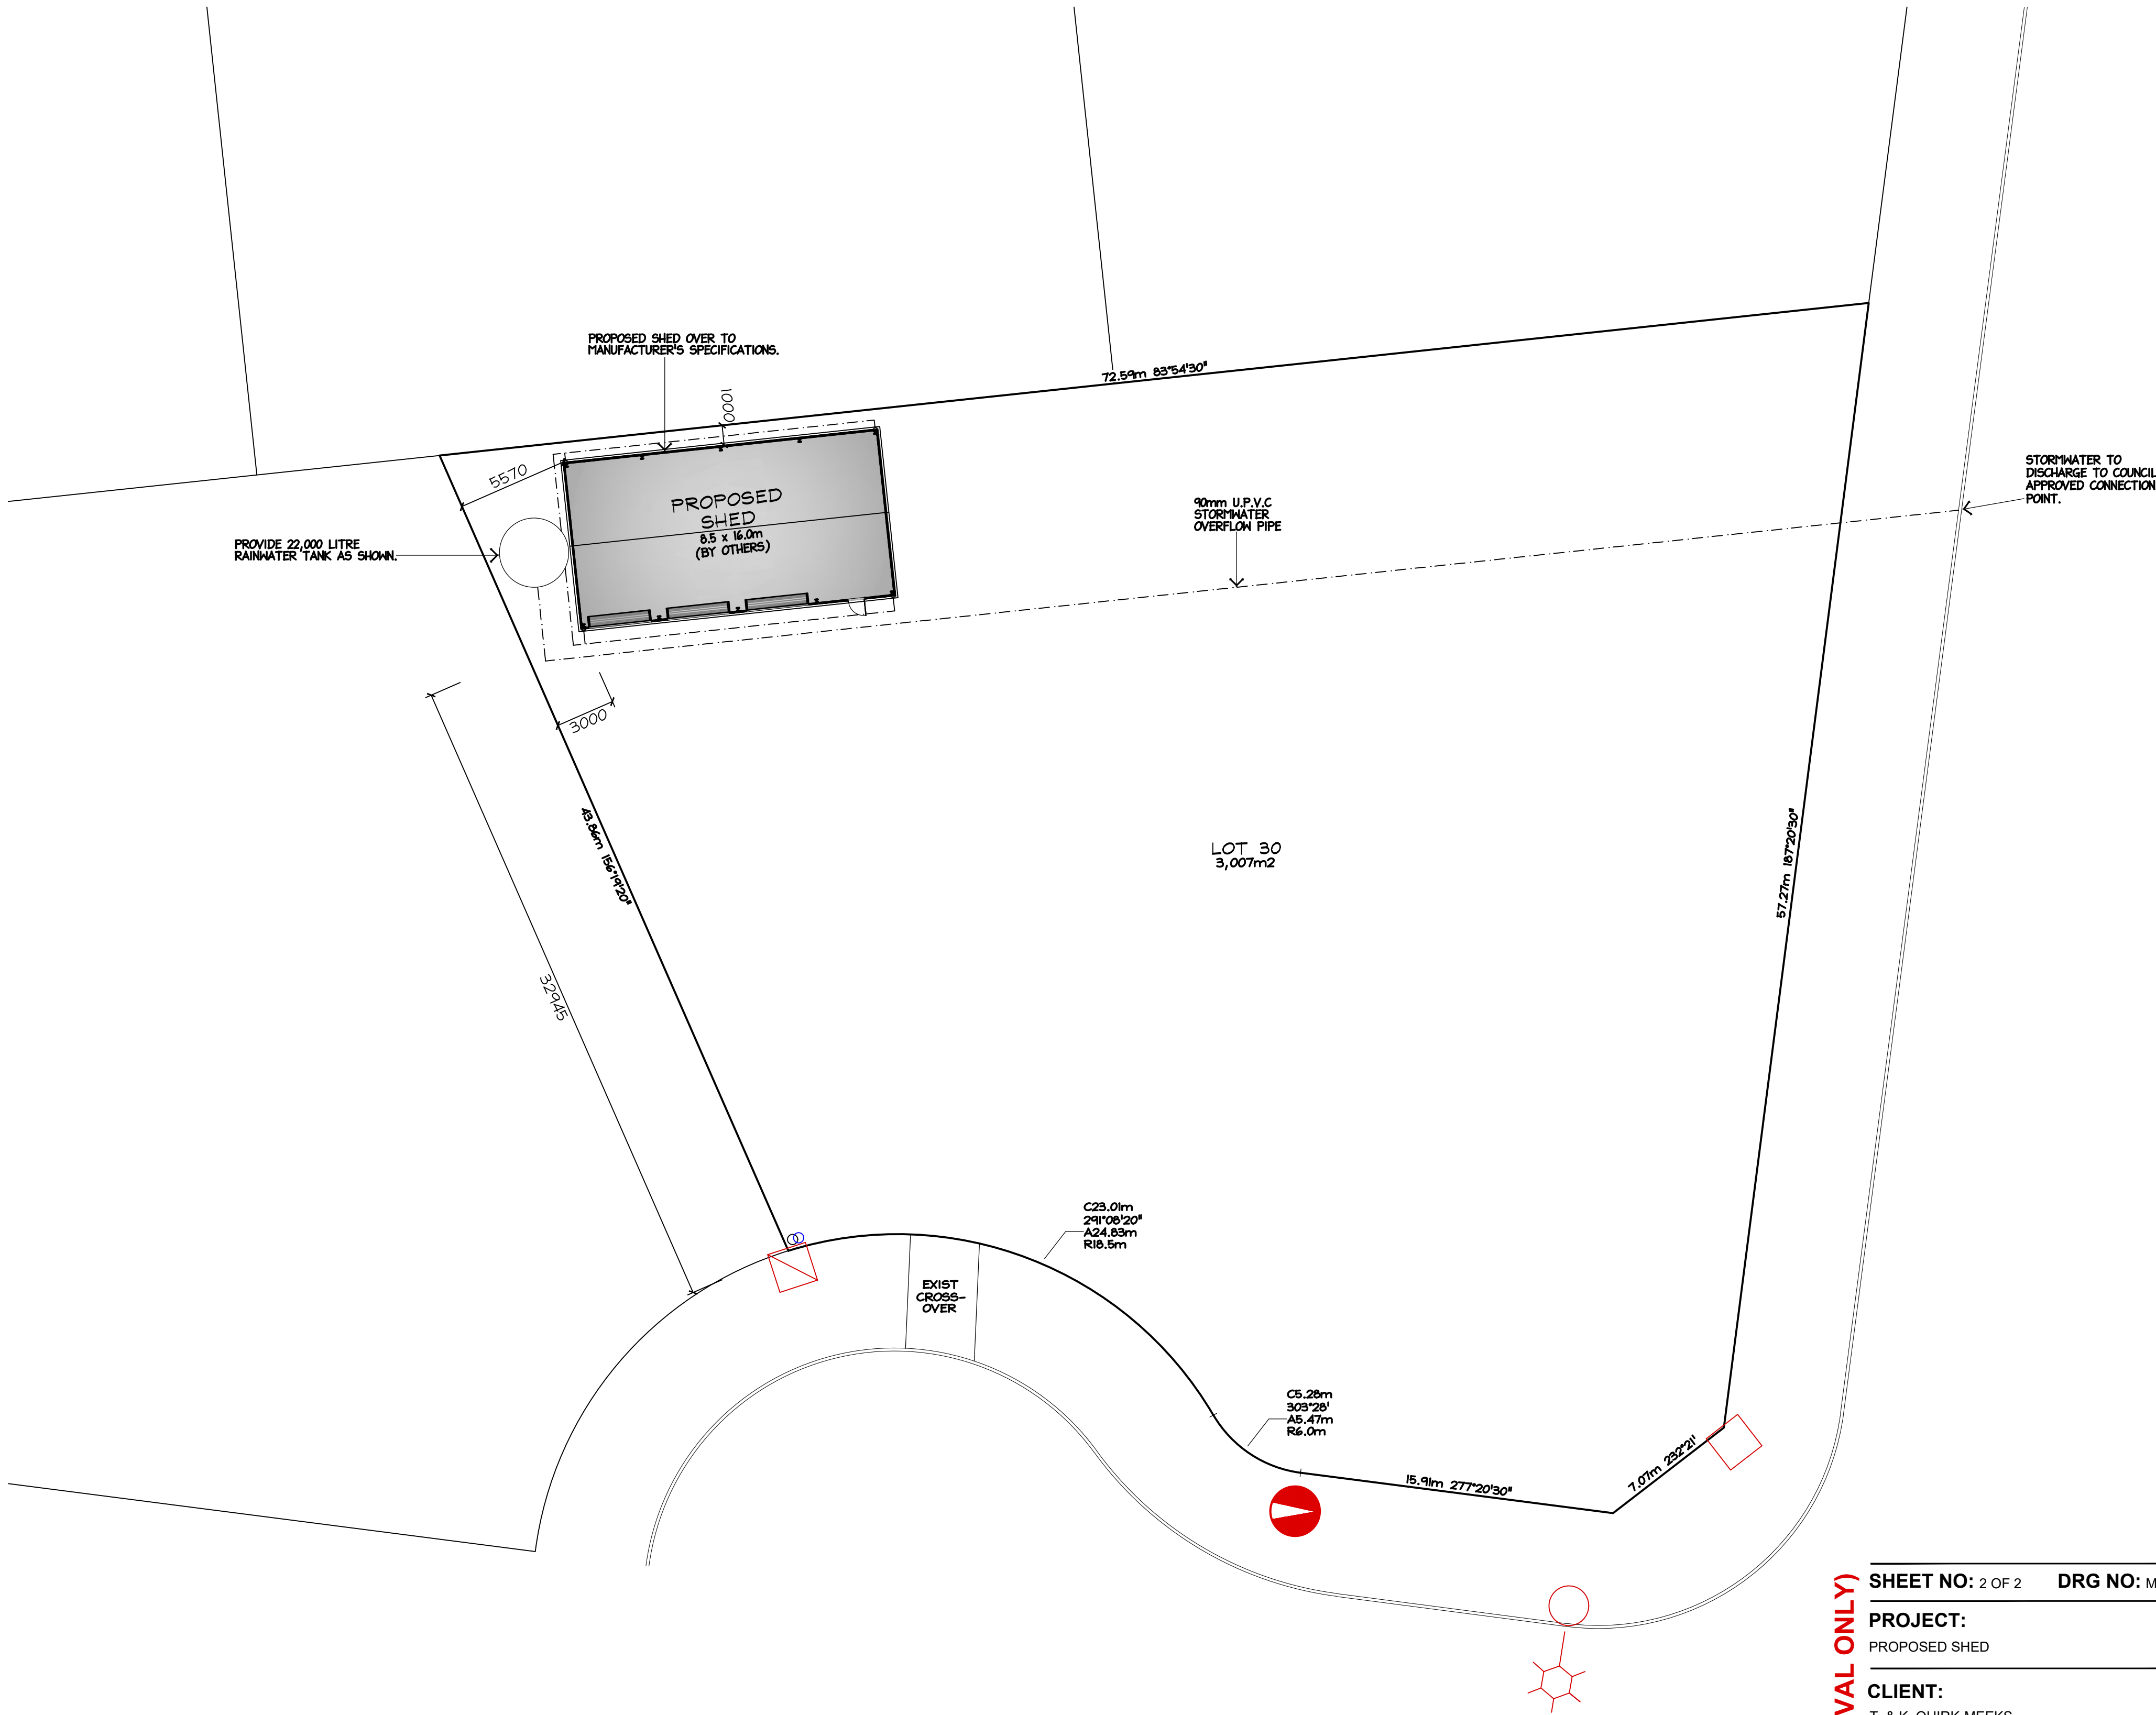 PROPOSED SHED OVER TO
MANUFACTURER'S SPECIFICATIONS.
72.59m 83°54'30"
1000
5570
PROPOSED
SHED
8.5 x 16.0m
(BY OTHERS)
STORMWATER TO
DISCHARGE TO COUNCIL
APPROVED CONNECTION
POINT.
90mm U.P.V.C
STORMWATER
OVERFLOW PIPE
PROVIDE 22,000 LITRE
RAINWATER TANK AS SHOWN.
3000
43.86m 156°19'20"
LOT 30
3,007m2
57.27m 187°20'30"
32945
C23.01m
291°08'20"
A24.83m
R18.5m
EXIST
CROSS-
OVER
C5.28m
303°28'
A5.47m
R6.0m
15.91m 277°20'30"
7.07m 232°21'
VAL ONLY)
SHEET NO: 2 OF 2 DRG NO: M
PROJECT:
PROPOSED SHED
CLIENT:
T. & K. QUIRK-MEEKS